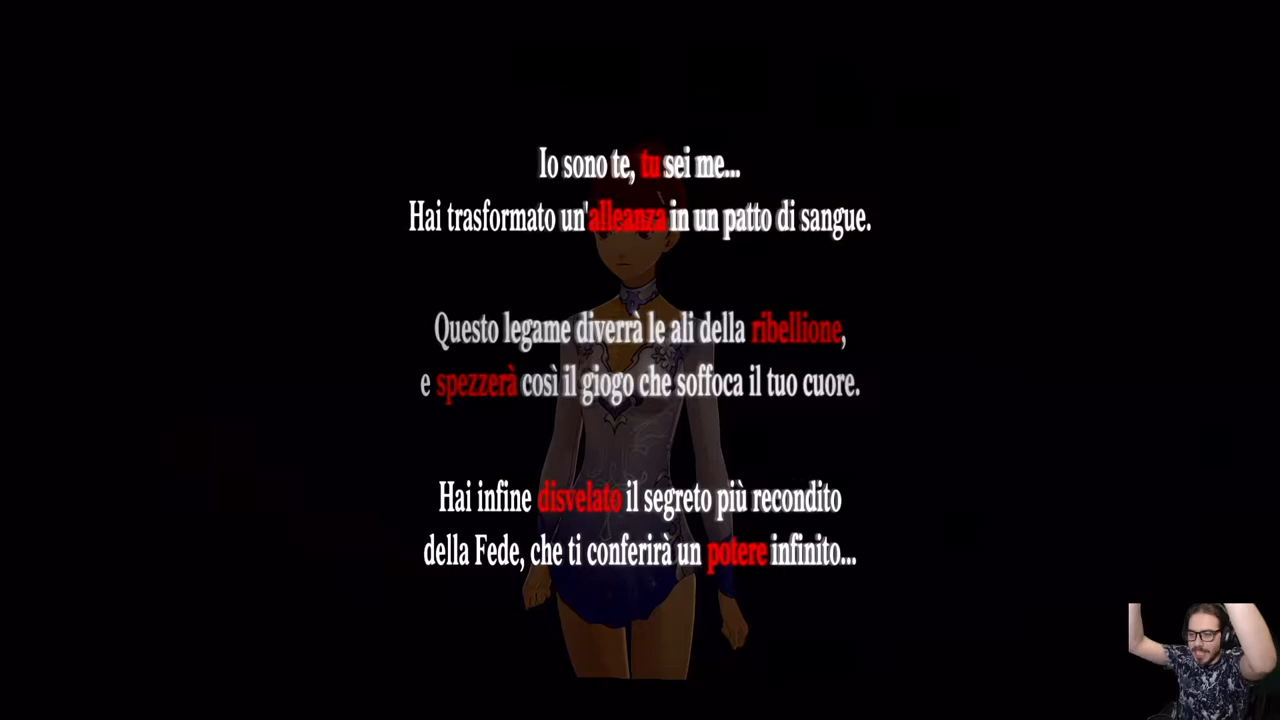 Io sono te, tu sei me...
Hai trasformato un'alleanza in un patto di sangue.
Questo legame diverrà le ali della ribellione,
e spezzerà così il giogo che soffoca il tuo cuore.
Hai infine disvelato il segreto più recondito
della Fede, che ti conferirà un potere infinito...